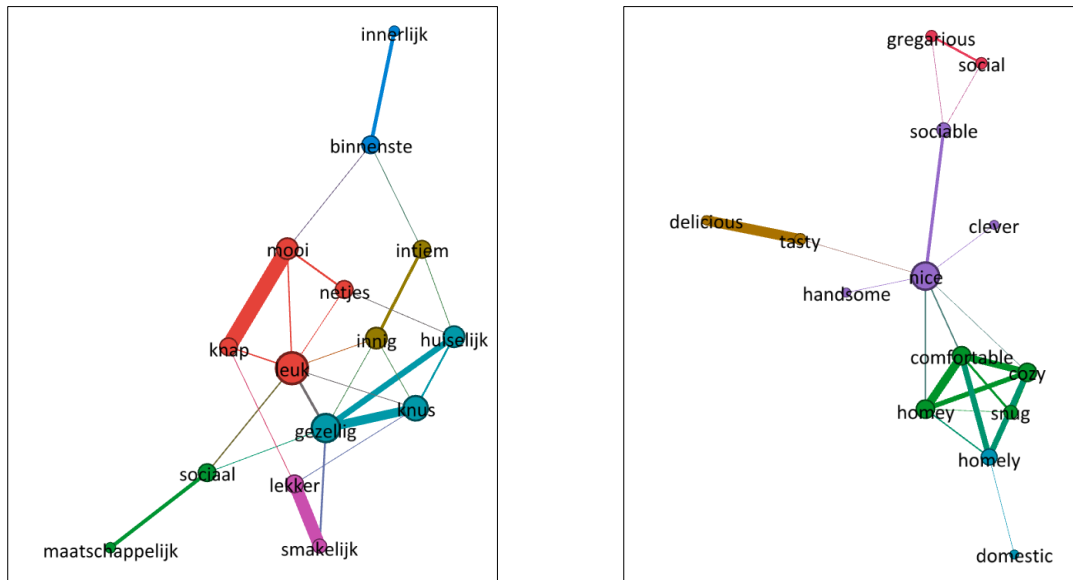 innerlijk
binnenste
mooi
intiem
netjes
knap
innig
huiselijk
leuk
knus
gezellig
sociaal
lekker
maatschappelijk
smakelijk
gregarious
social
sociable
delicious
tasty
clever
nice
handsome
comfortable
cozy
homey
snug
homely
domestic